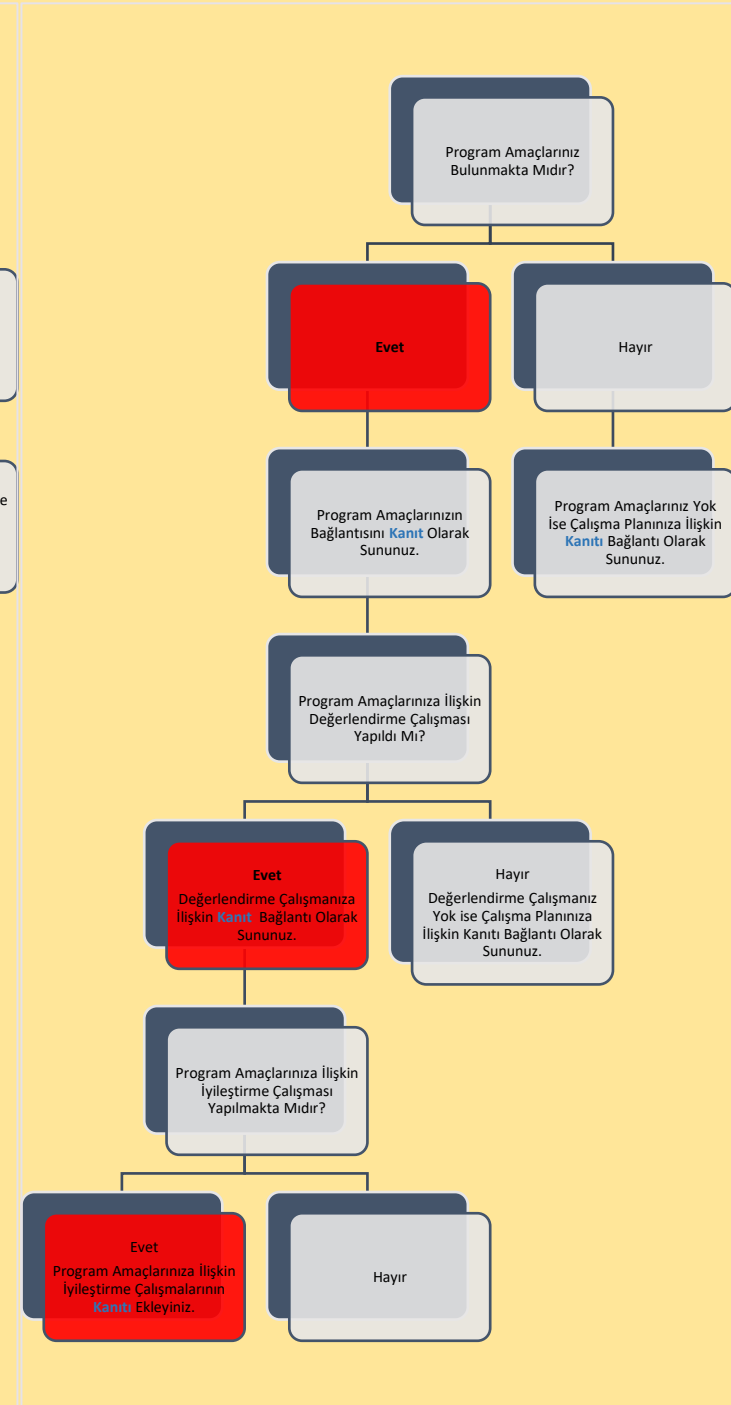 Program Amaçlarınız
Bulunmakta Mıdır?
Evet
Hayır
e
Program Amaçlarınızın
Bağlantısını Kanıt Olarak
Sununuz.
Program Amaçlarınız Yok
İse Çalışma Planınıza İlişkin
Kanıtı Bağlantı Olarak
Sununuz.
Program Amaçlarınıza İlişkin
Değerlendirme Çalışması
Yapıldı Mı?
Evet
Değerlendirme Çalışmanıza
İlişkin Kanıt Bağlantı Olarak
Sununuz.
Hayır
Değerlendirme Çalışmanız
Yok ise Çalışma Planınıza
İlişkin Kanıtı Bağlantı Olarak
Sununuz.
Program Amaçlarınıza İlişkin
İyileştirme Çalışması
Yapılmakta Mıdır?
Evet
Program Amaçlarınıza İlişkin
İyileştirme Çalışmalarının
Kanıtı Ekleyiniz.
Hayır